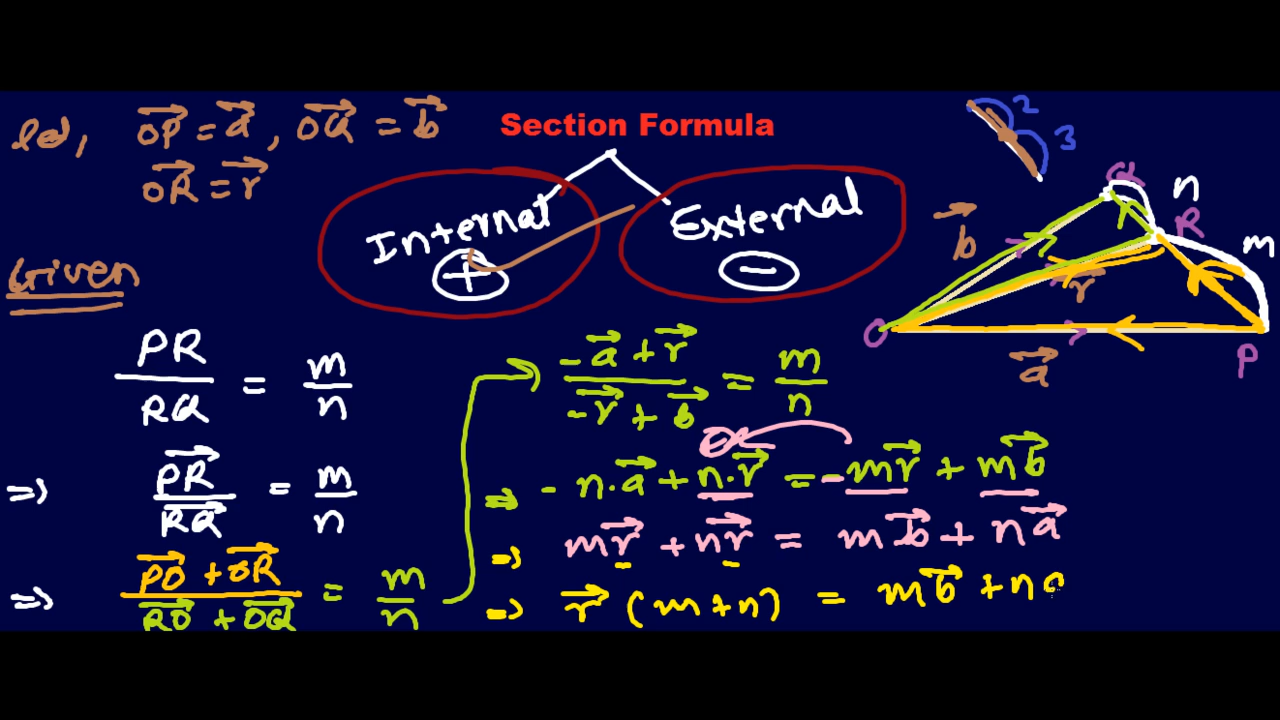 let, OP⃗ = a⃗, OQ⃗ = b⃗
OR⃗ = r⃗
Section Formula
Internal
+
External
−
Given
PR/RQ = m/n
=> PR⃗/RQ⃗ = m/n
=> (PO⃗ + OR⃗)/(RO⃗ + OQ⃗) = m/n
(-a⃗ + r⃗)/(-r⃗ + b⃗) = m/n
=> - n.a⃗ + n.r⃗ = -mr⃗ + mb⃗
=> mr⃗ + nr⃗ = mb⃗ + na⃗
=> r⃗ (m+n) = mb⃗ + na
2
3
Q
n
R
m
b⃗
r⃗
O
a⃗
P